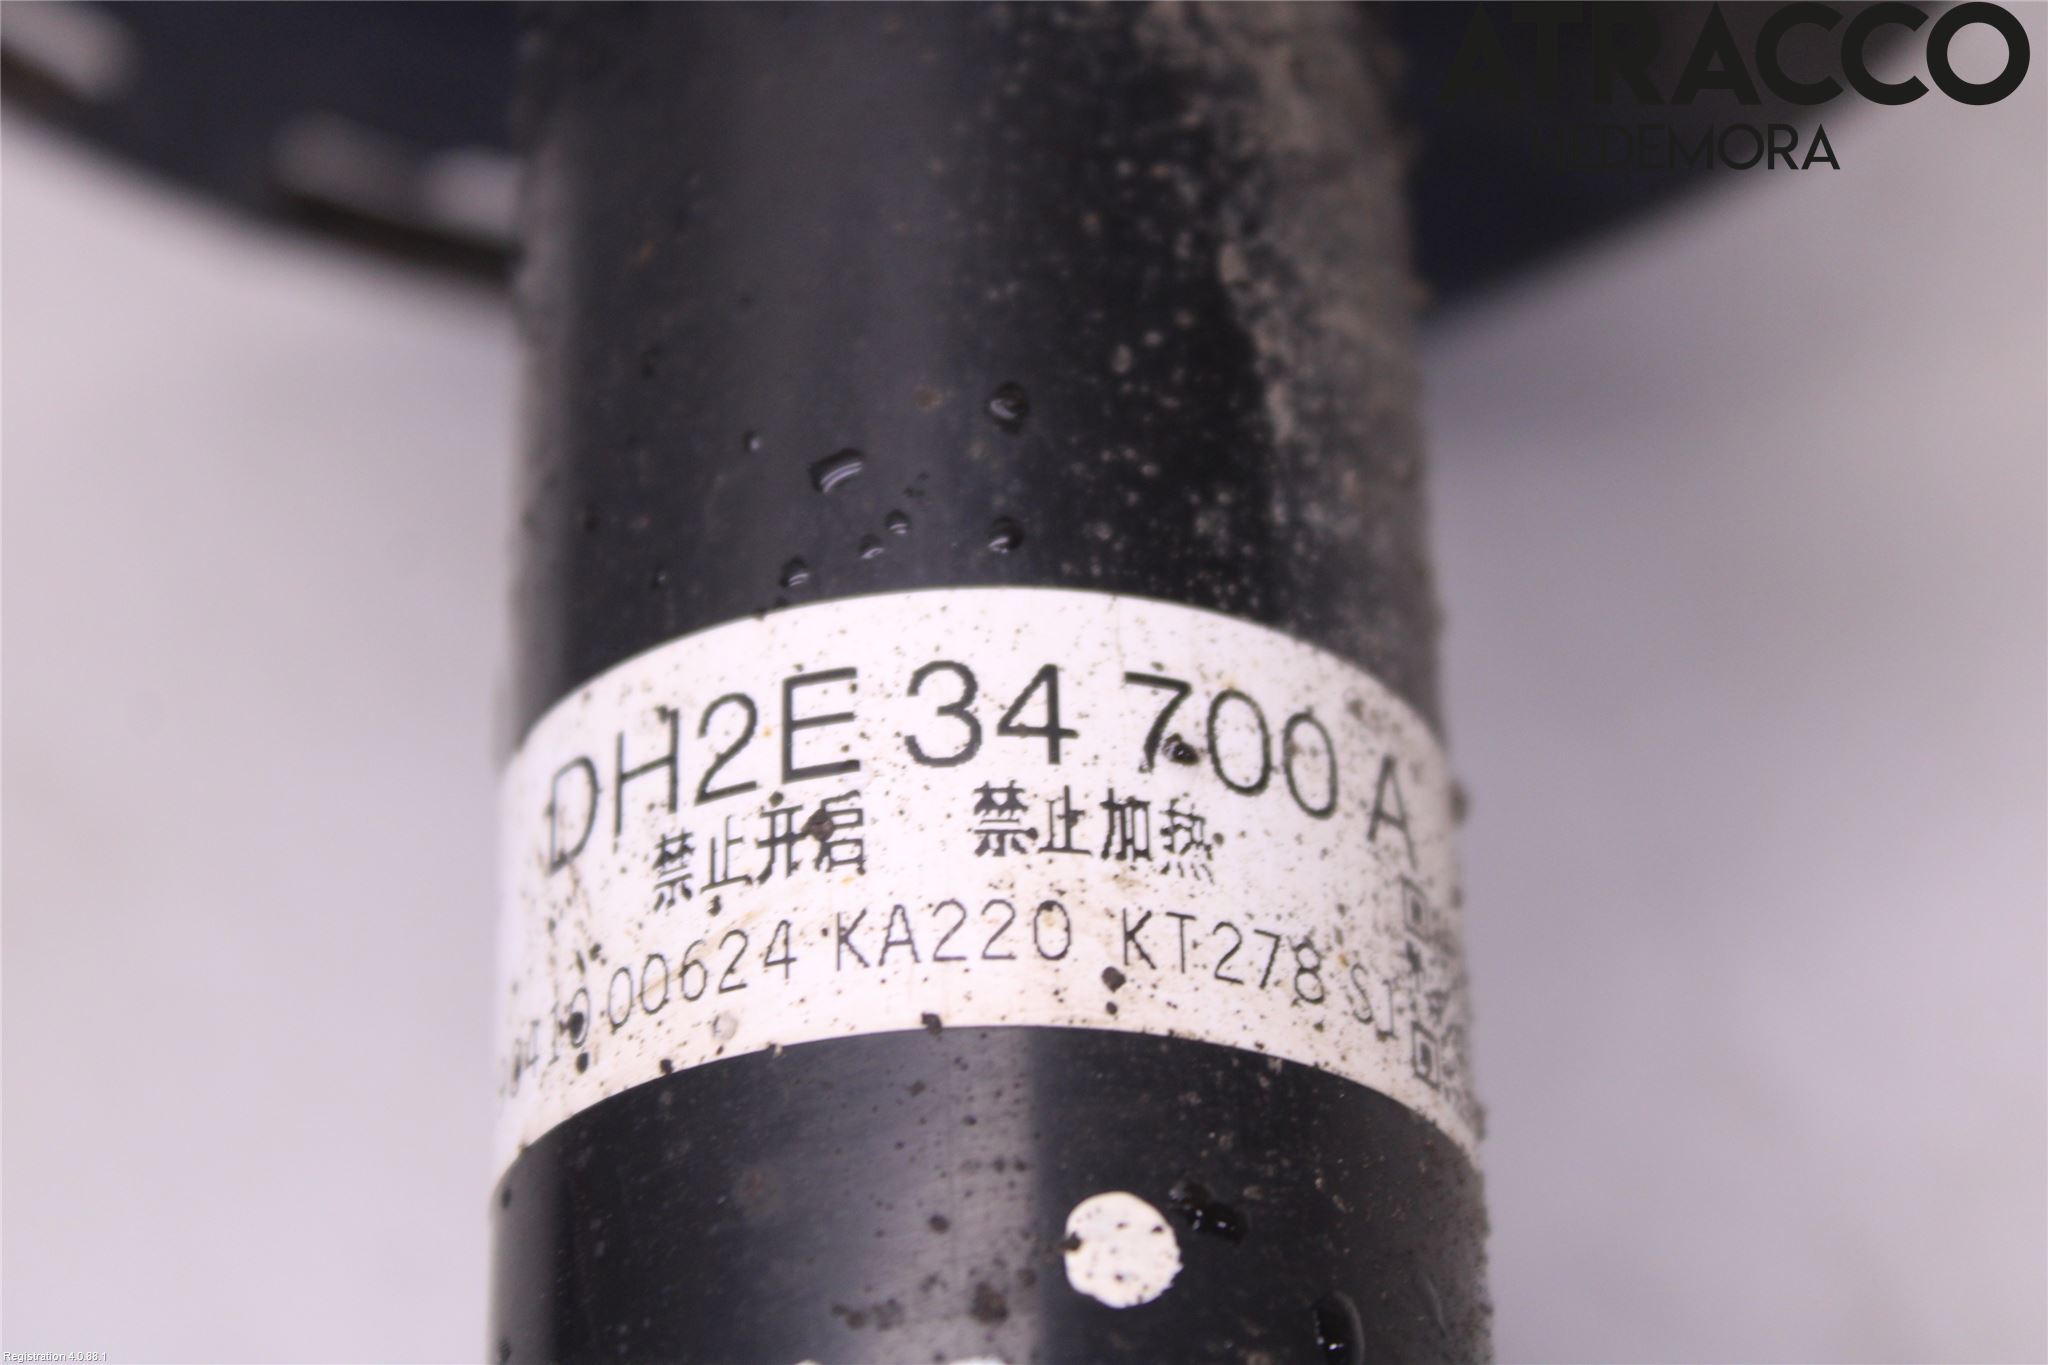 ATRACCO
HEDEMORA
DH2E 34 700 A
禁止开启 禁止加热
00624 KA220 KT278
Registration 4.0.88.1